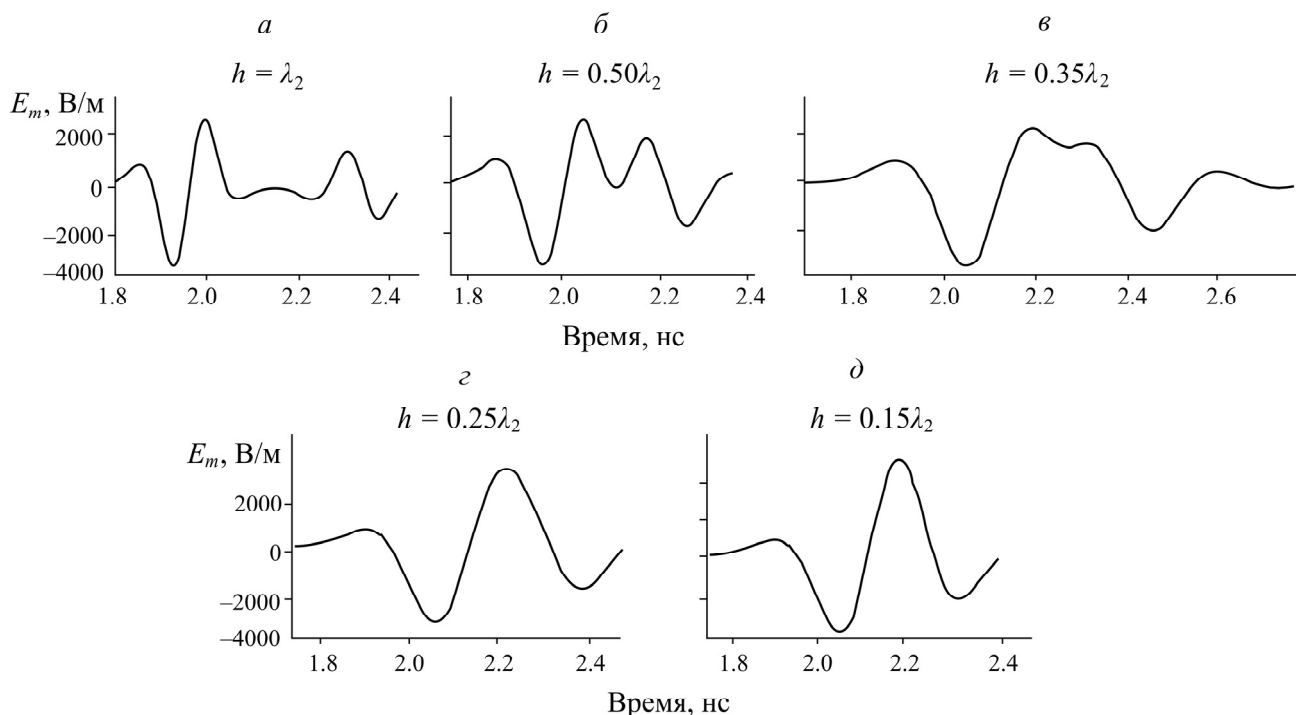 а б в
h = λ₂ h = 0.50λ₂ h = 0.35λ₂
Eₘ, В/м
2000
0
–2000
–4000
1.8 2.0 2.2 2.4 1.8 2.0 2.2 2.4 1.8 2.0 2.2 2.4 2.6
Время, нс
г д
h = 0.25λ₂ h = 0.15λ₂
Eₘ, В/м
2000
0
–2000
–4000
1.8 2.0 2.2 2.4 1.8 2.0 2.2 2.4
Время, нс